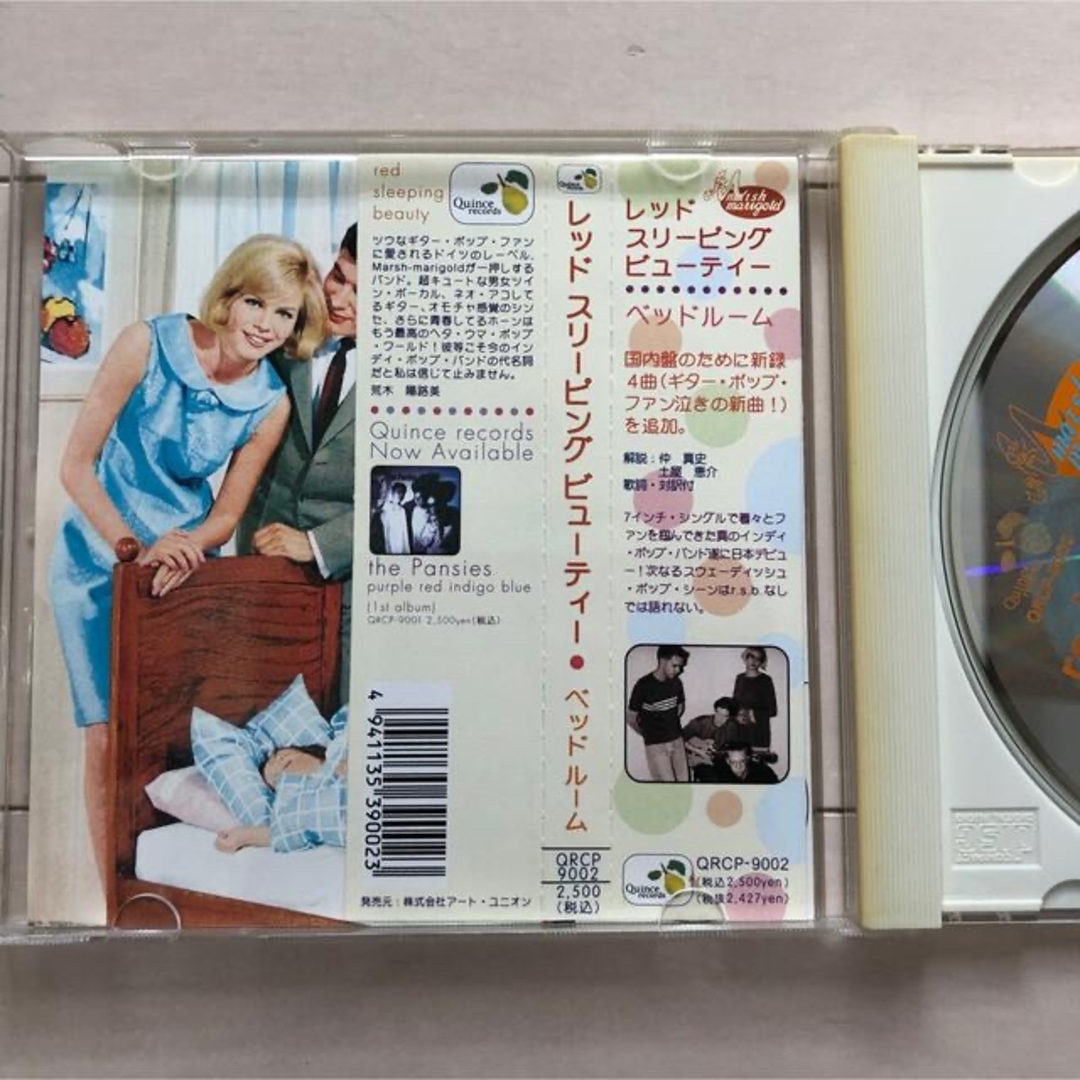 red
sleeping
beauty
Quince
records
ツウなギター・ポップ・ファン
に愛されるドイツのレーベル、
Marsh-marigoldが一押しする
バンド。超キュートな男女ツイ
ン・ボーカル、ネオ・アコして
るギター、オモチャ感覚のシン
セ、さらに青春してるホーンは
もう最高のヘタ・ウマ・ポップ
・ワールド！彼等こそ今のイン
ディ・ポップ・バンドの代名詞
だと私は信じて止みません。
荒木 陽路美
Quince records
Now Available
the Pansies
purple red indigo blue
(1st album)
QRCP-9001 2,500yen(税込)
4 941135 390023
発売元：株式会社アート・ユニオン
Quince
records
レッド スリーピング ビューティー ● ベッドルーム
QRCP
9002
2,500
(税込)
marsh
marigold
レッド
スリーピング
ビューティー
ベッドルーム
国内盤のために新録
4曲(ギター・ポップ・
ファン泣きの新曲！)
を追加。
解説：仲 真史
土屋 恵介
歌詞・対訳付
7インチ・シングルで着々とフ
ァンを掴んできた真のインディ
・ポップ・バンド遂に日本デビュ
ー！次なるスウェーディッシュ
・ポップ・シーンはr.s.b.なし
では語れない。
Quince
records
QRCP-9002
(税込2,500yen)
(税抜2,427yen)